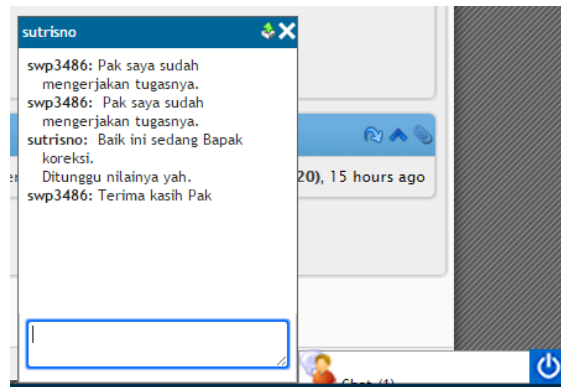 sutrisno
swp3486: Pak saya sudah
mengerjakan tugasnya.
swp3486: Pak saya sudah
mengerjakan tugasnya.
sutrisno: Baik ini sedang Bapak
koreksi.
Ditunggu nilainya yah.
swp3486: Terima kasih Pak
20), 15 hours ago
Chat (1)